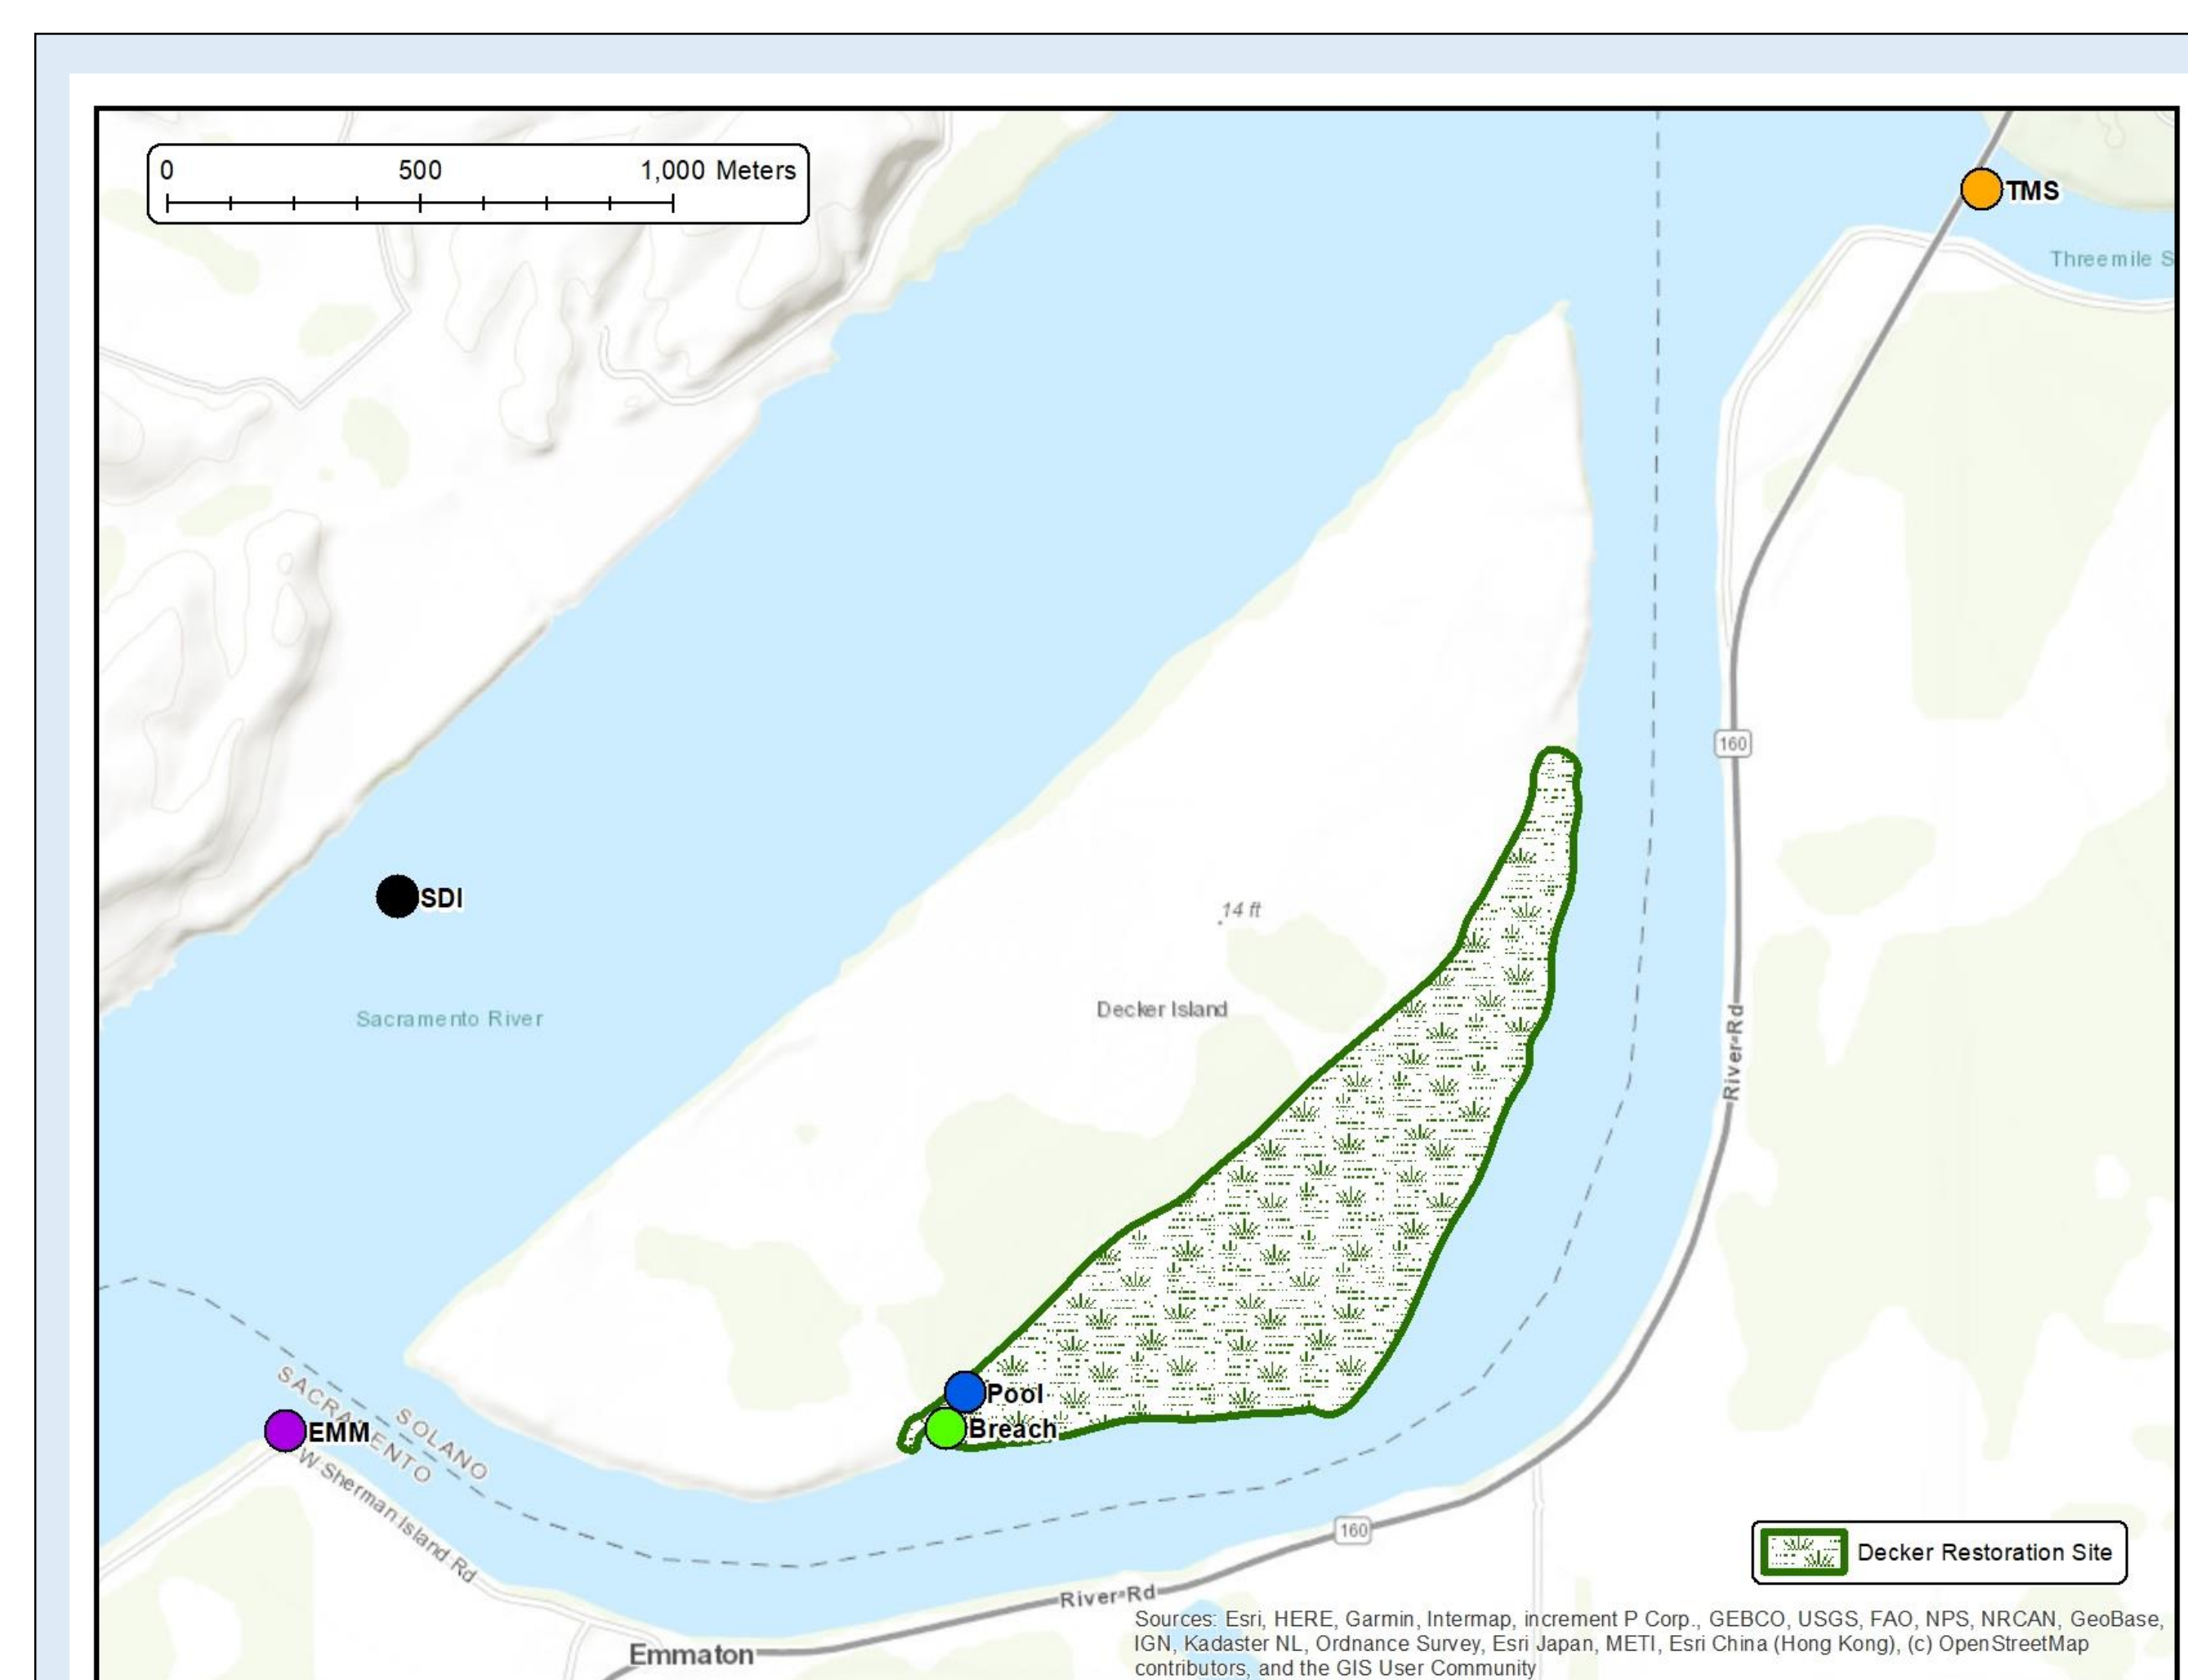 0 500 1,000 Meters
TMS
Threemile S
160
14 ft
SDI
Decker Island
Sacramento River
River Rd
Pool
Breach
SACRAMENTO
SOLANO
EMM
W Sherman Island Rd
160
Decker Restoration Site
River Rd
Emmaton
Sources: Esri, HERE, Garmin, Intermap, increment P Corp., GEBCO, USGS, FAO, NPS, NRCAN, GeoBase,
IGN, Kadaster NL, Ordnance Survey, Esri Japan, METI, Esri China (Hong Kong), (c) OpenStreetMap
contributors, and the GIS User Community